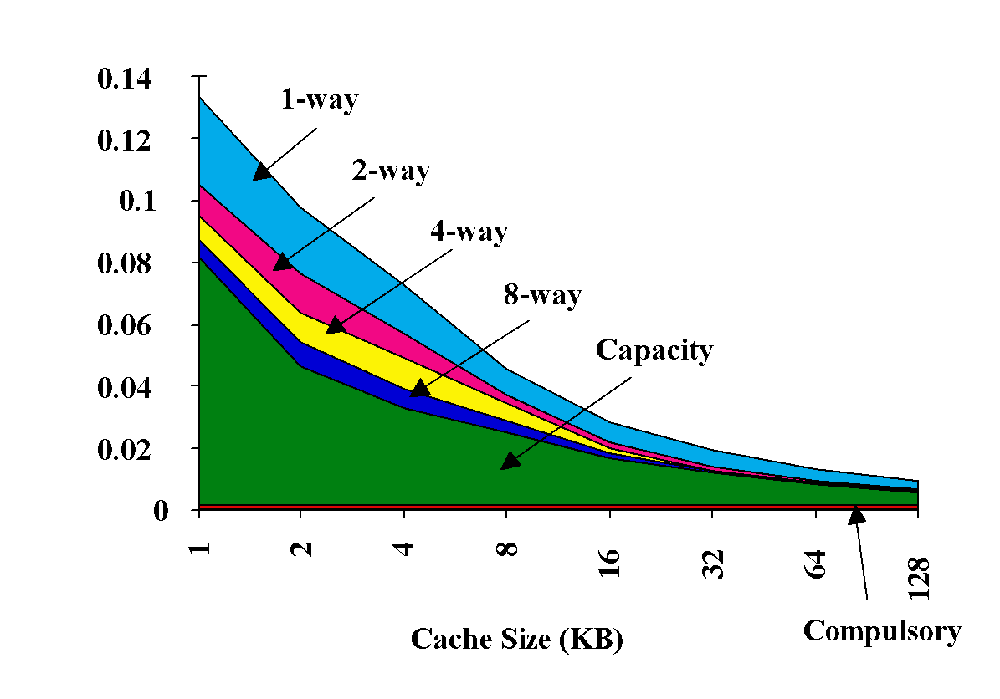 0.14
0.12
0.1
0.08
0.06
0.04
0.02
0
1-way
2-way
4-way
8-way
Capacity
1
2
4
8
16
32
64
128
Compulsory
Cache Size (KB)